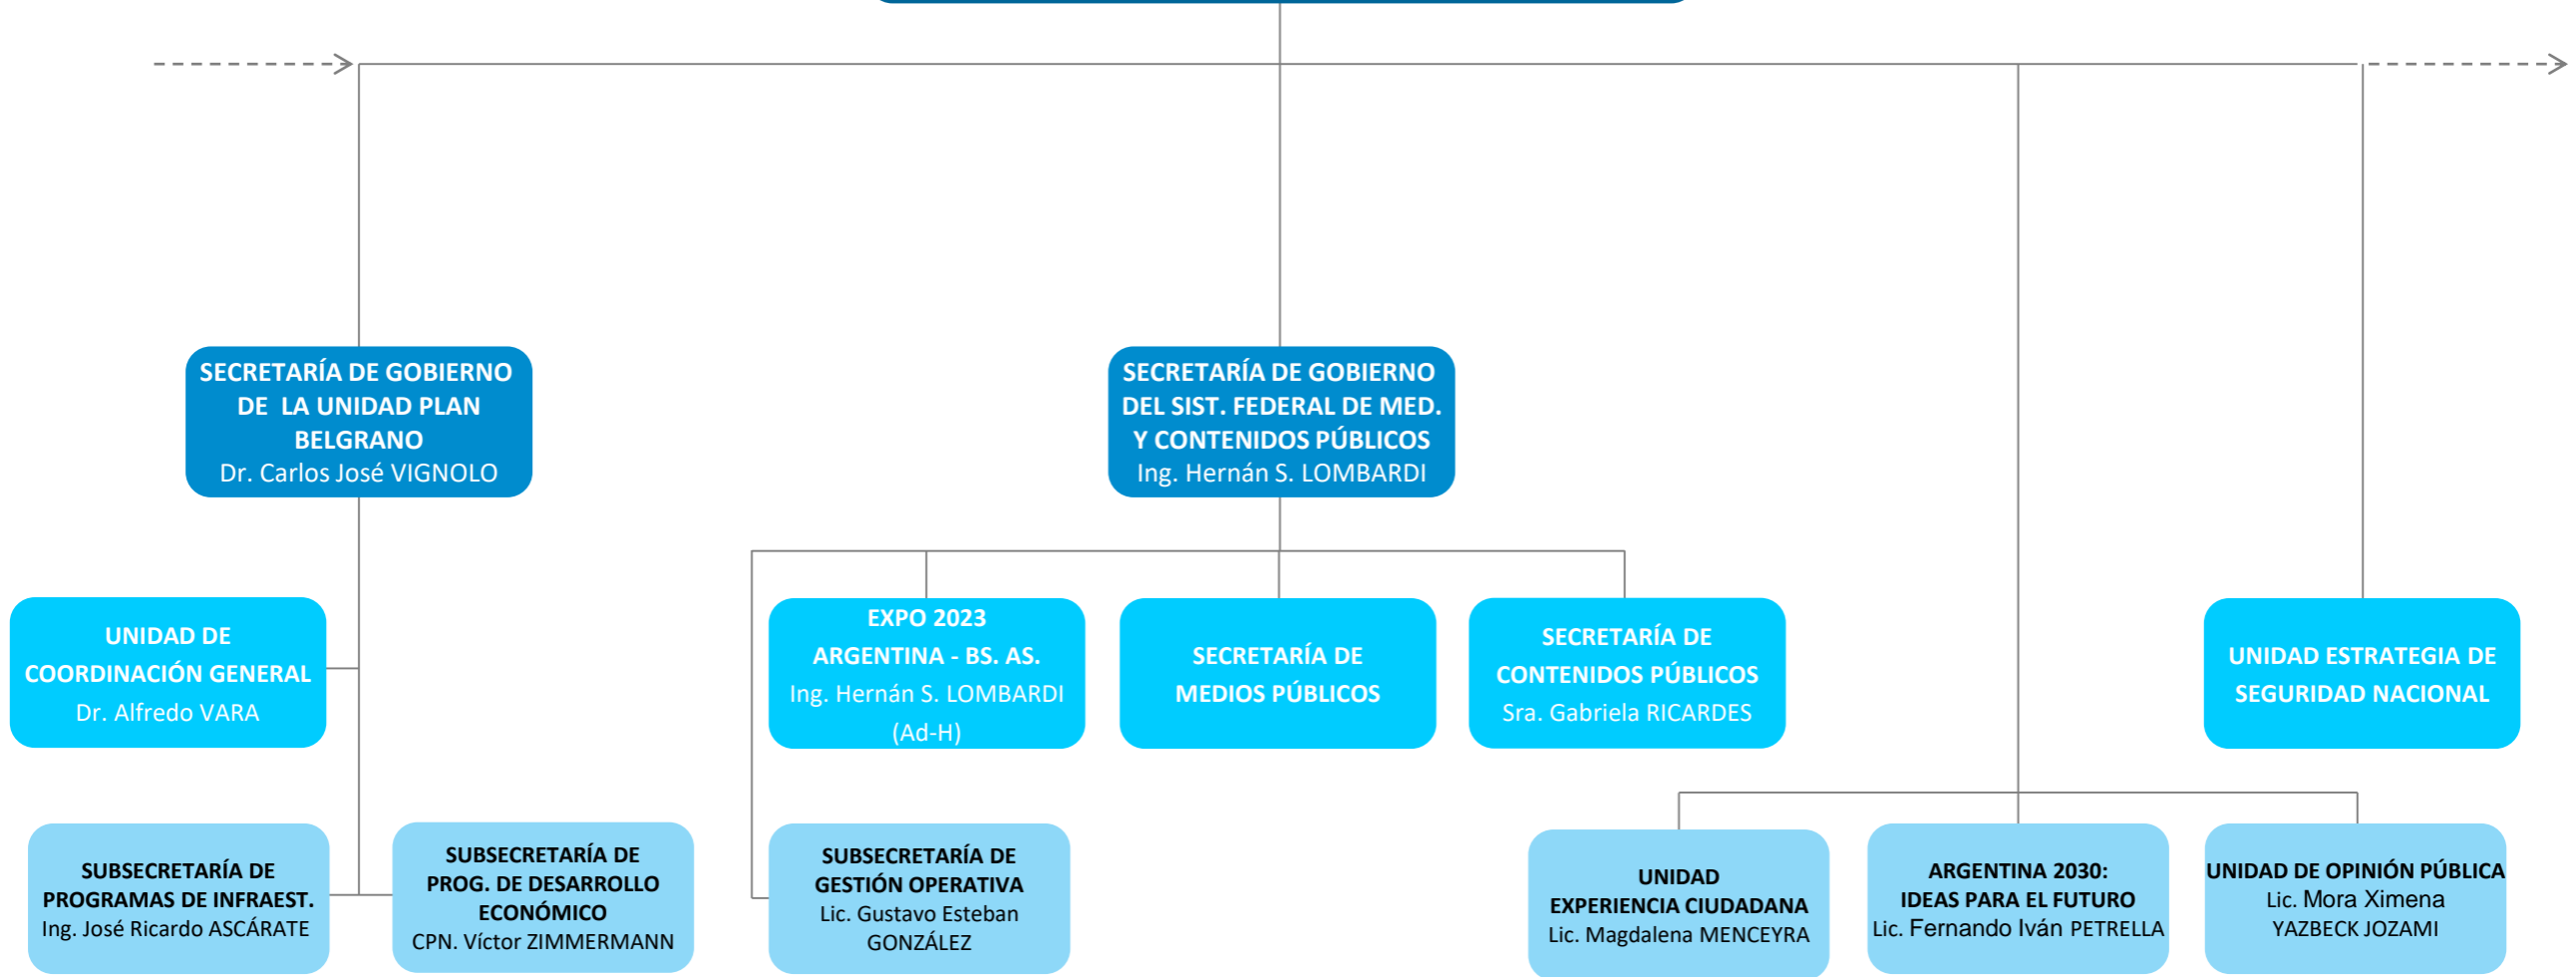 SECRETARÍA DE GOBIERNO
DE LA UNIDAD PLAN
BELGRANO
Dr. Carlos José VIGNOLO
SECRETARÍA DE GOBIERNO
DEL SIST. FEDERAL DE MED.
Y CONTENIDOS PÚBLICOS
Ing. Hernán S. LOMBARDI
UNIDAD DE
COORDINACIÓN GENERAL
Dr. Alfredo VARA
EXPO 2023
ARGENTINA - BS. AS.
Ing. Hernán S. LOMBARDI
(Ad-H)
SECRETARÍA DE
MEDIOS PÚBLICOS
SECRETARÍA DE
CONTENIDOS PÚBLICOS
Sra. Gabriela RICARDES
UNIDAD ESTRATEGIA DE
SEGURIDAD NACIONAL
SUBSECRETARÍA DE
PROGRAMAS DE INFRAEST.
Ing. José Ricardo ASCÁRATE
SUBSECRETARÍA DE
PROG. DE DESARROLLO
ECONÓMICO
CPN. Víctor ZIMMERMANN
SUBSECRETARÍA DE
GESTIÓN OPERATIVA
Lic. Gustavo Esteban
GONZÁLEZ
UNIDAD
EXPERIENCIA CIUDADANA
Lic. Magdalena MENCEYRA
ARGENTINA 2030:
IDEAS PARA EL FUTURO
Lic. Fernando Iván PETRELLA
UNIDAD DE OPINIÓN PÚBLICA
Lic. Mora Ximena
YAZBECK JOZAMI